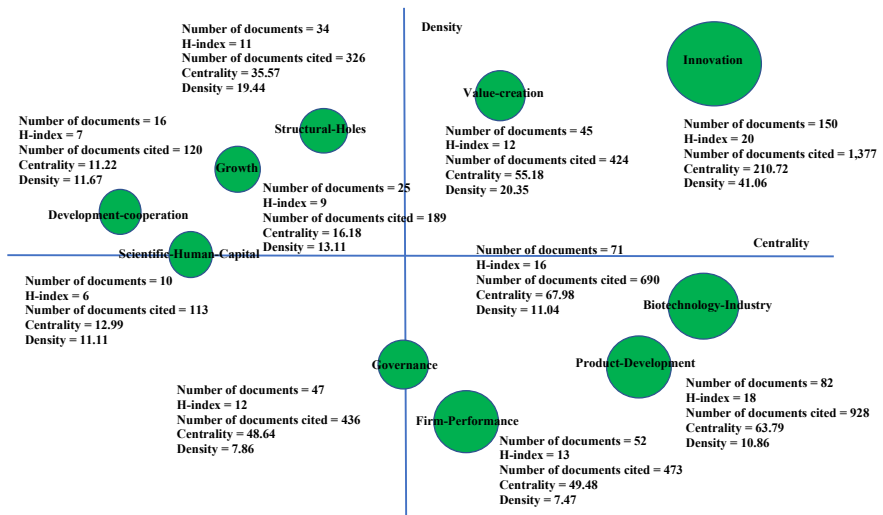 Number of documents = 34
H-index = 11
Number of documents cited = 326
Centrality = 35.57
Density = 19.44
Density
Innovation
Value-creation
Number of documents = 45
H-index = 12
Number of documents cited = 424
Centrality = 55.18
Density = 20.35
Number of documents = 150
H-index = 20
Number of documents cited = 1,377
Centrality = 210.72
Density = 41.06
Number of documents = 16
H-index = 7
Number of documents cited = 120
Centrality = 11.22
Density = 11.67
Structural-Holes
Growth
Number of documents = 25
H-index = 9
Number of documents cited = 189
Centrality = 16.18
Density = 13.11
Development-cooperation
Scientific-Human-Capital
Centrality
Number of documents = 10
H-index = 6
Number of documents cited = 113
Centrality = 12.99
Density = 11.11
Number of documents = 71
H-index = 16
Number of documents cited = 690
Centrality = 67.98
Density = 11.04
Biotechnology-Industry
Governance
Product-Development
Number of documents = 47
H-index = 12
Number of documents cited = 436
Centrality = 48.64
Density = 7.86
Number of documents = 82
H-index = 18
Number of documents cited = 928
Centrality = 63.79
Density = 10.86
Firm-Performance
Number of documents = 52
H-index = 13
Number of documents cited = 473
Centrality = 49.48
Density = 7.47